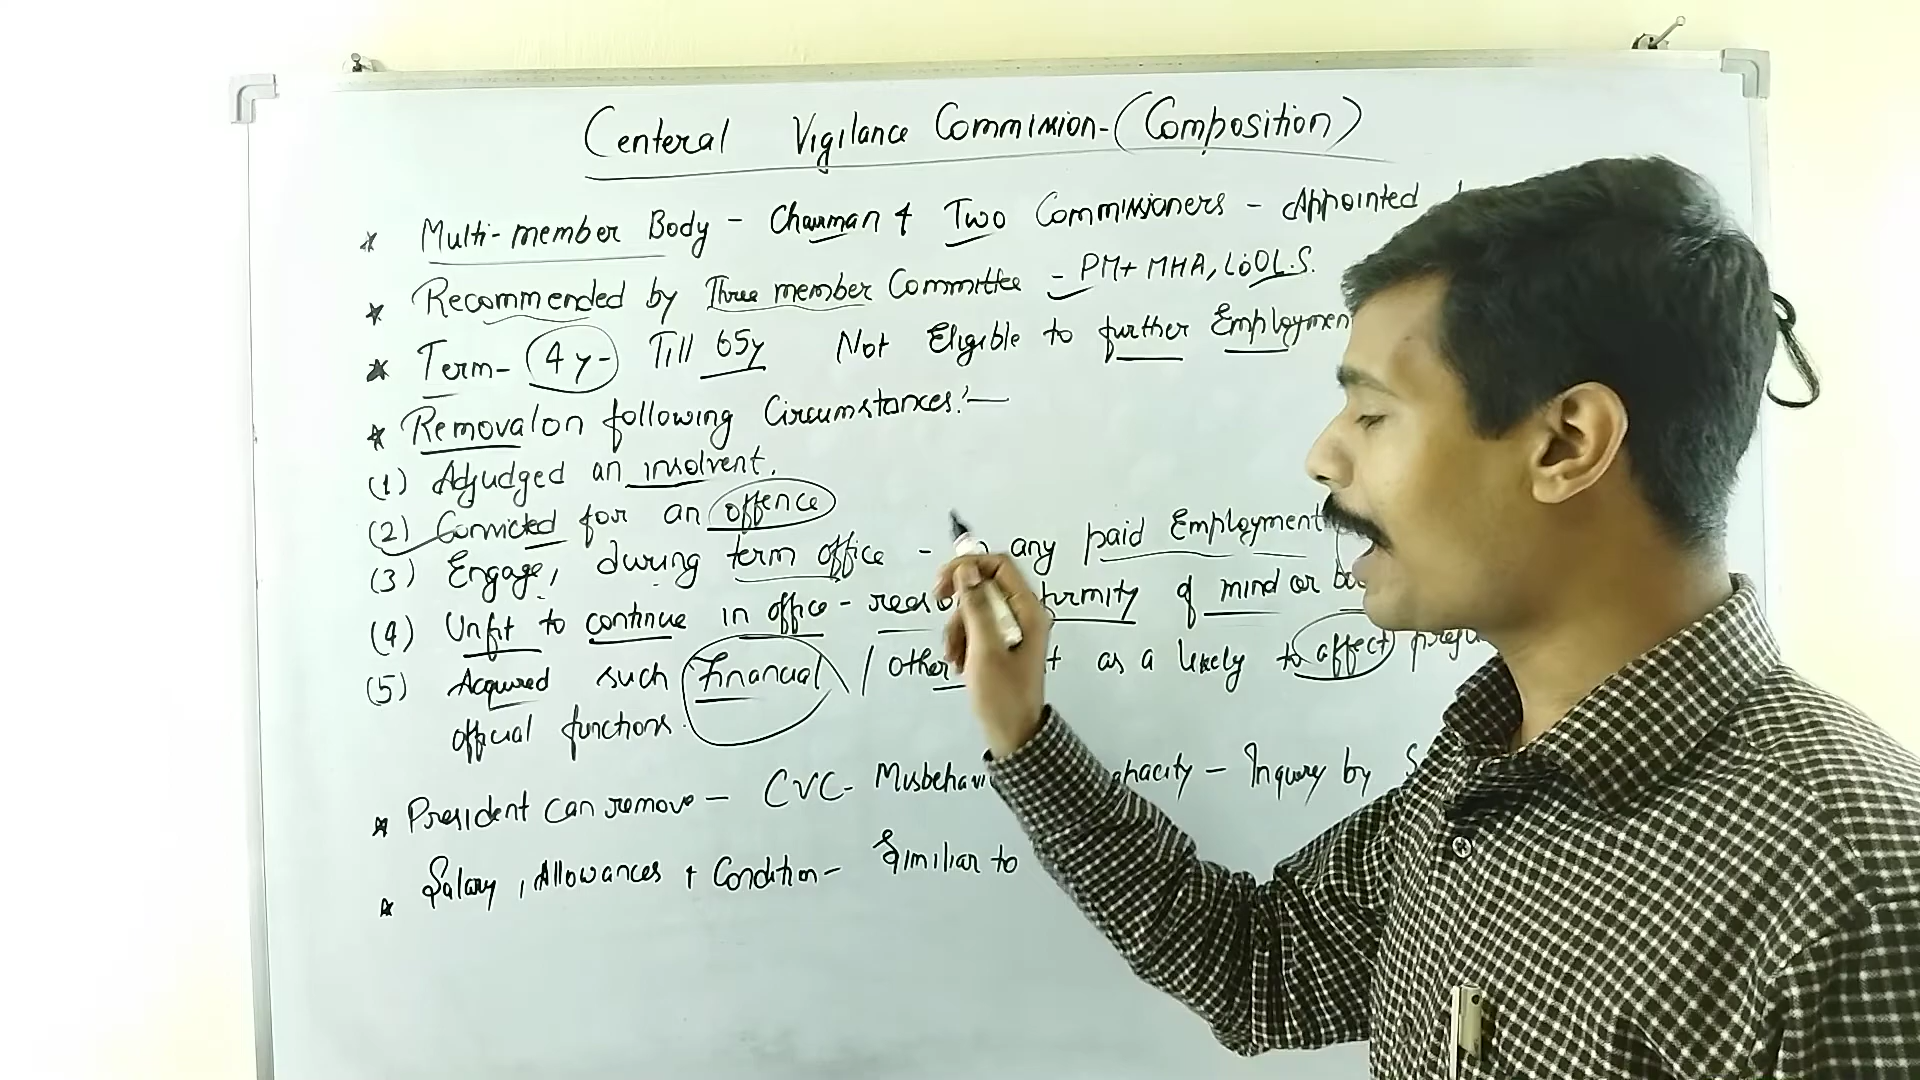 Centeral Vigilance Commission-(Composition)
* Multi-member Body - Chairman & Two Commissioners - Appointed
* Recommended by Three member Committee - PM+ MHA, LoOL.S.
* Term- 4y- Till 65y Not Eligible to further Employmen
* Removal on following Circumstances:-
(1) Adjudged an insolvent.
(2) Convicted for an offence
(3) Engage, during term office - any paid Employment
(4) Unfit to continue in office - of mind or
(5) Acquired such Financial / other as a likely to affect
official functions.
* President can remove - CVC- Inquiry by
* Salary, Allowances & Condition- Similiar to